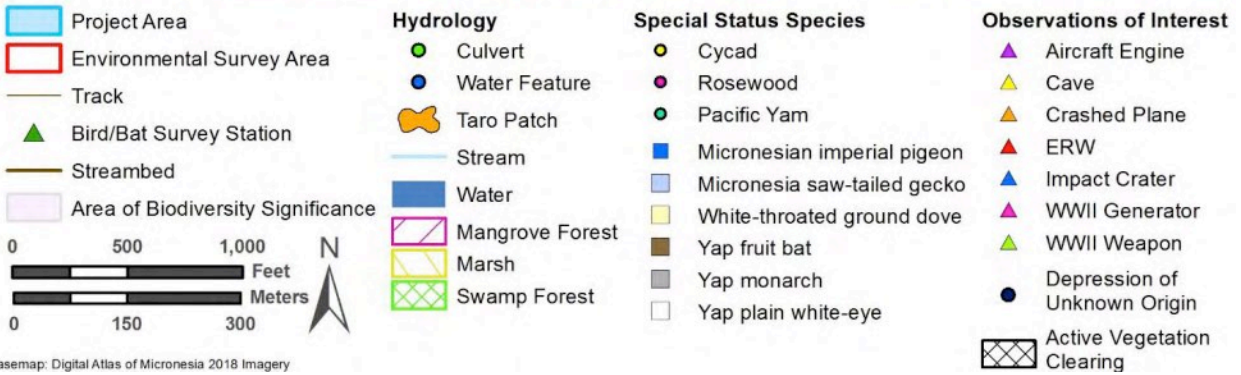 Project Area
Environmental Survey Area
Track
Bird/Bat Survey Station
Streambed
Area of Biodiversity Significance
0 500 1,000
Feet
Meters
0 150 300
N
asemap: Digital Atlas of Micronesia 2018 Imagery
Hydrology
Culvert
Water Feature
Taro Patch
Stream
Water
Mangrove Forest
Marsh
Swamp Forest
Special Status Species
Cycad
Rosewood
Pacific Yam
Micronesian imperial pigeon
Micronesia saw-tailed gecko
White-throated ground dove
Yap fruit bat
Yap monarch
Yap plain white-eye
Observations of Interest
Aircraft Engine
Cave
Crashed Plane
ERW
Impact Crater
WWII Generator
WWII Weapon
Depression of
Unknown Origin
Active Vegetation
Clearing